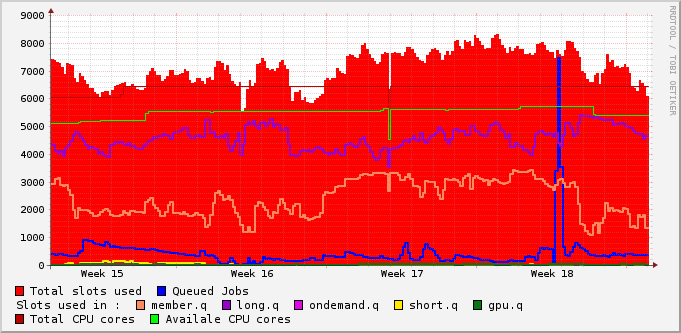 RRDTOOL / TOBI OETIKER
9000
8000
7000
6000
5000
4000
3000
2000
1000
0
Week 15 Week 16 Week 17 Week 18
Total slots used Queued Jobs
Slots used in : member.q long.q ondemand.q short.q gpu.q
Total CPU cores Availale CPU cores